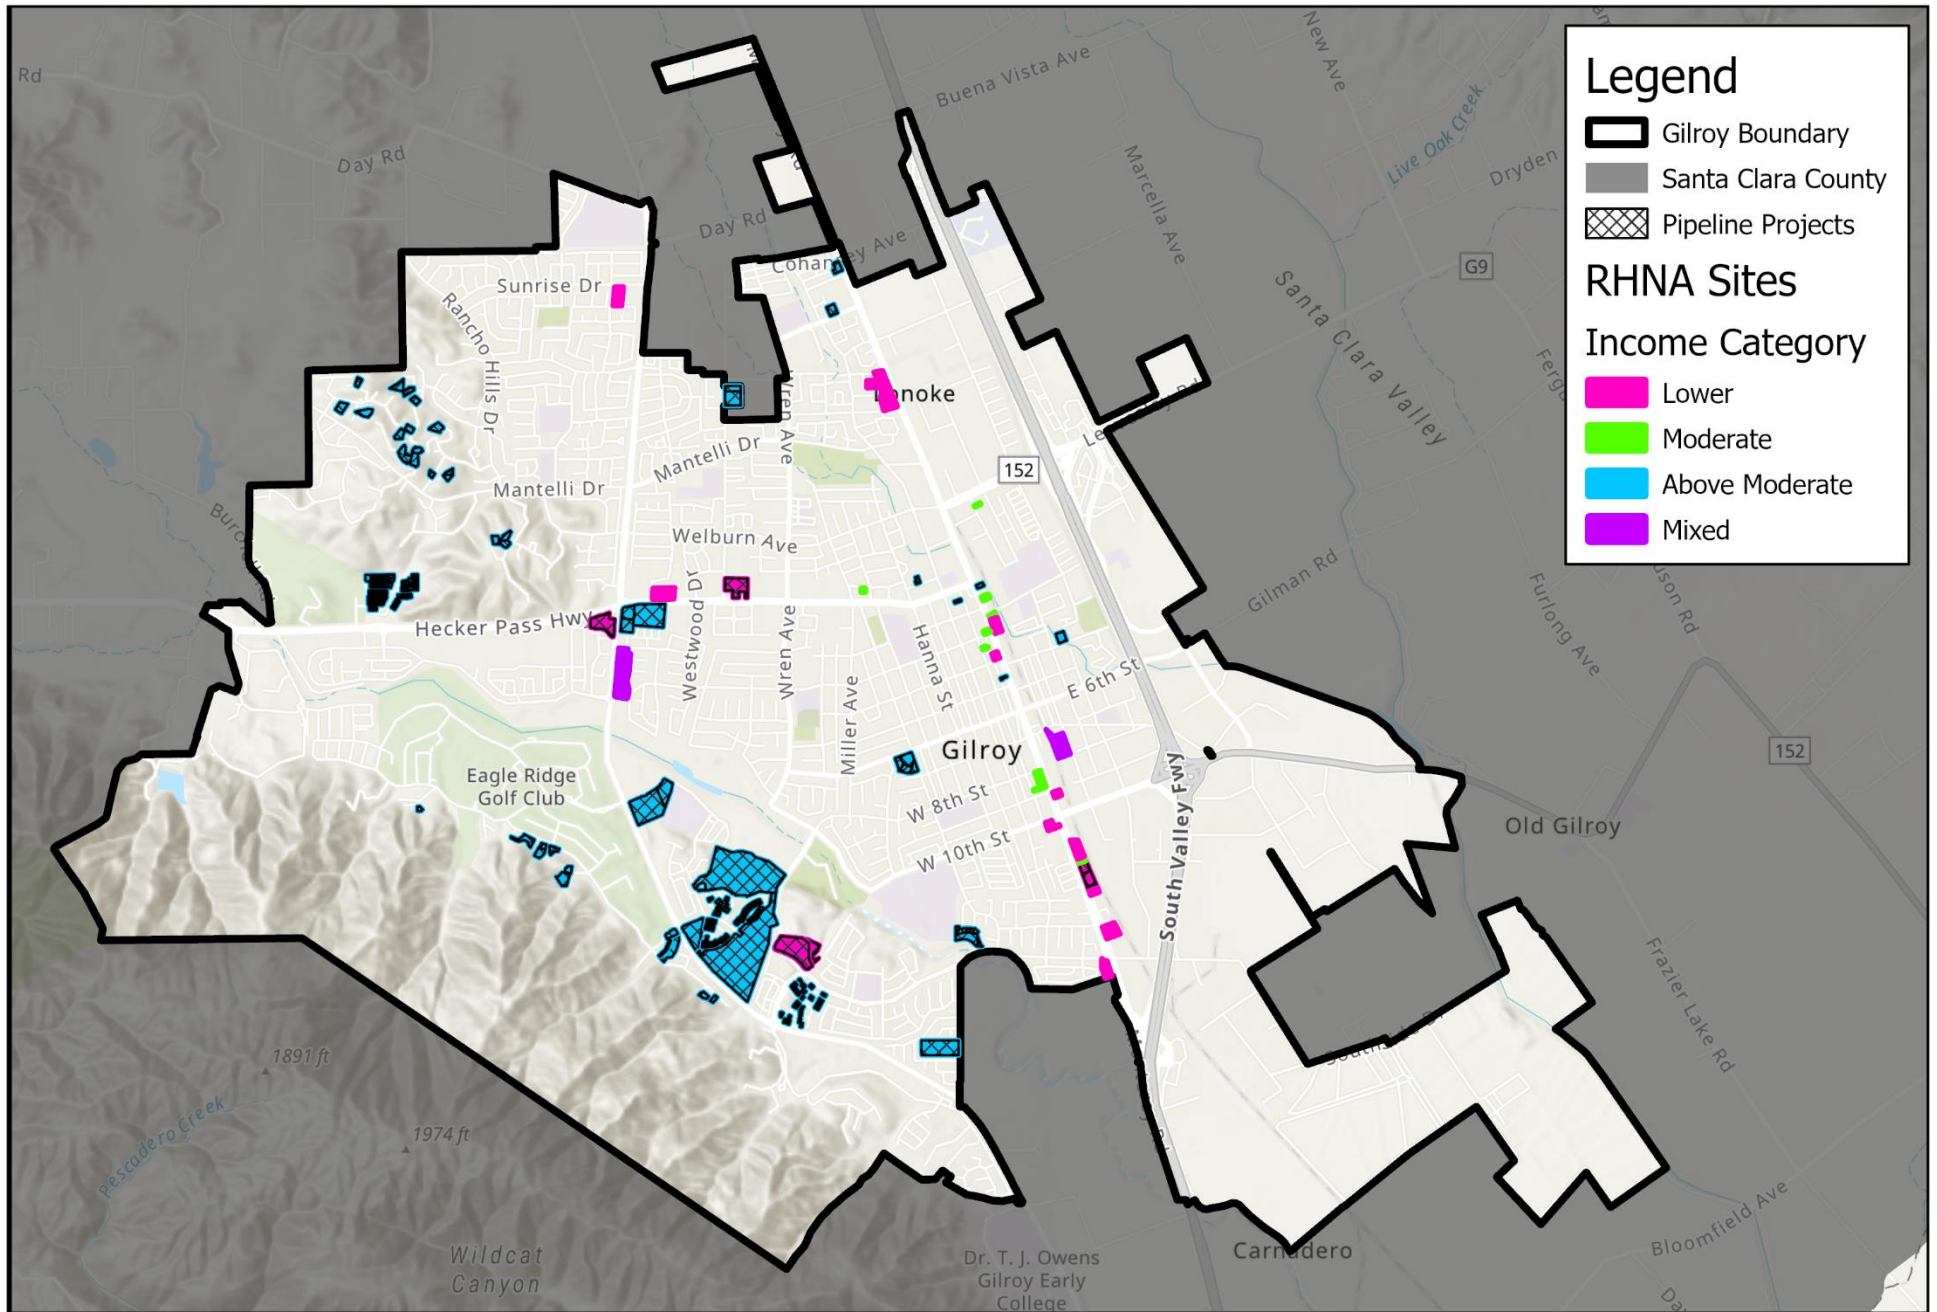 Legend
Gilroy Boundary
Santa Clara County
Pipeline Projects
RHNA Sites
Income Category
Lower
Moderate
Above Moderate
Mixed
Rd
Day Rd
Buena Vista Ave
New Ave
Live Oak Creek
Dryden
Marcella Ave
Day Rd
Cohansey Ave
G9
Santa Clara Valley
Sunrise Dr
Rancho Hills Dr
Wren Ave
Lonoke
Mantelli Dr
Mantelli Dr
152
Welburn Ave
Gilman Rd
Furlong Ave
Hecker Pass Hwy
Westwood Dr
Wren Ave
Miller Ave
Hanna St
E 6th St
Gilroy
152
Eagle Ridge
Golf Club
W 8th St
W 10th St
South Valley Fwy
Old Gilroy
Frazier Lake Rd
1891 ft
1974 ft
Pescadero Creek
Wildcat
Canyon
Dr. T. J. Owens
Gilroy Early
College
Carnadero
Bloomfield Ave